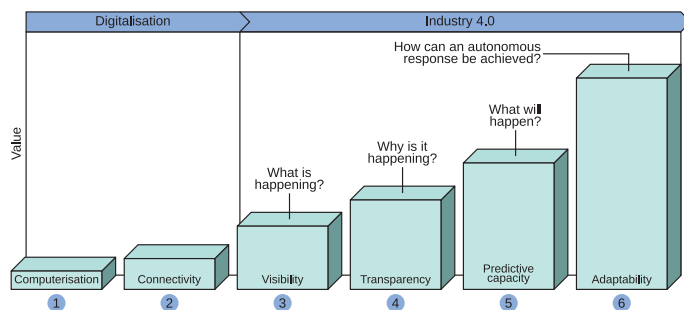 Digitalisation
Industry 4.0
How can an autonomous
response be achieved?
What will
happen?
Why is it
happening?
What is
happening?
Value
Computerisation
Connectivity
Visibility
Transparency
Predictive
capacity
Adaptability
1
2
3
4
5
6